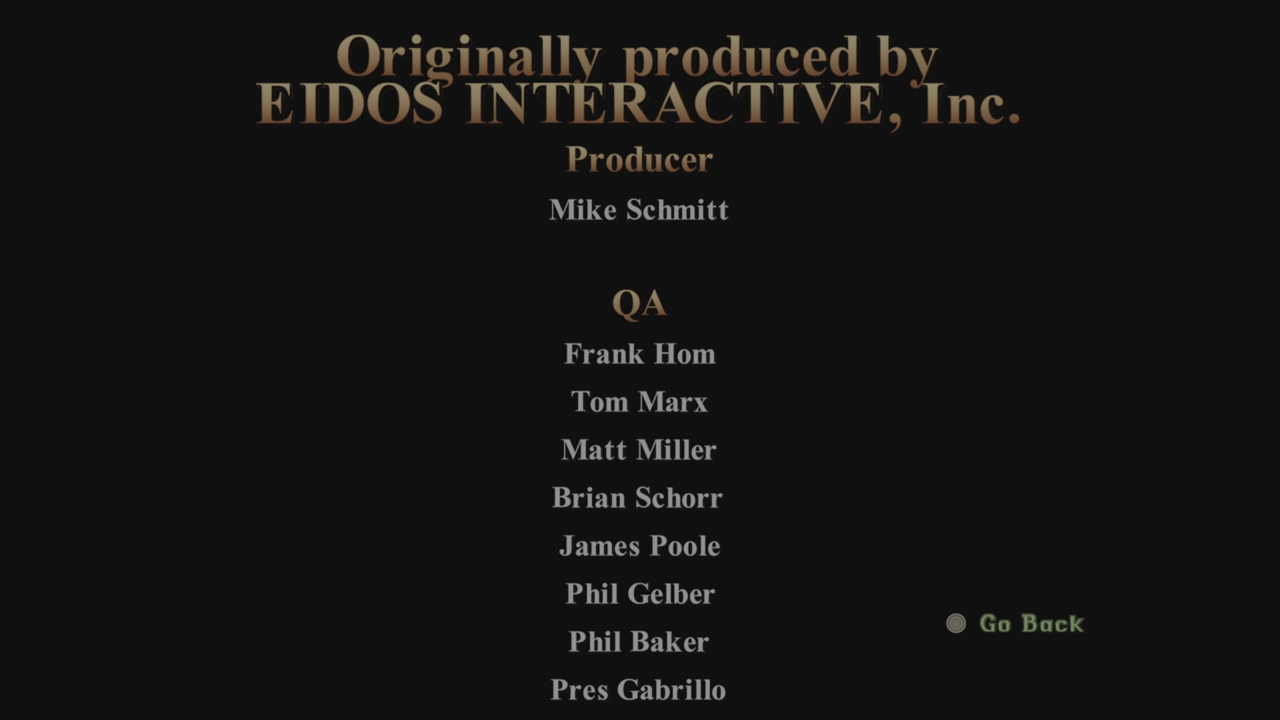 Originally produced by
EIDOS INTERACTIVE, Inc.
Producer
Mike Schmitt
QA
Frank Hom
Tom Marx
Matt Miller
Brian Schorr
James Poole
Phil Gelber
Phil Baker
Pres Gabrillo
Go Back